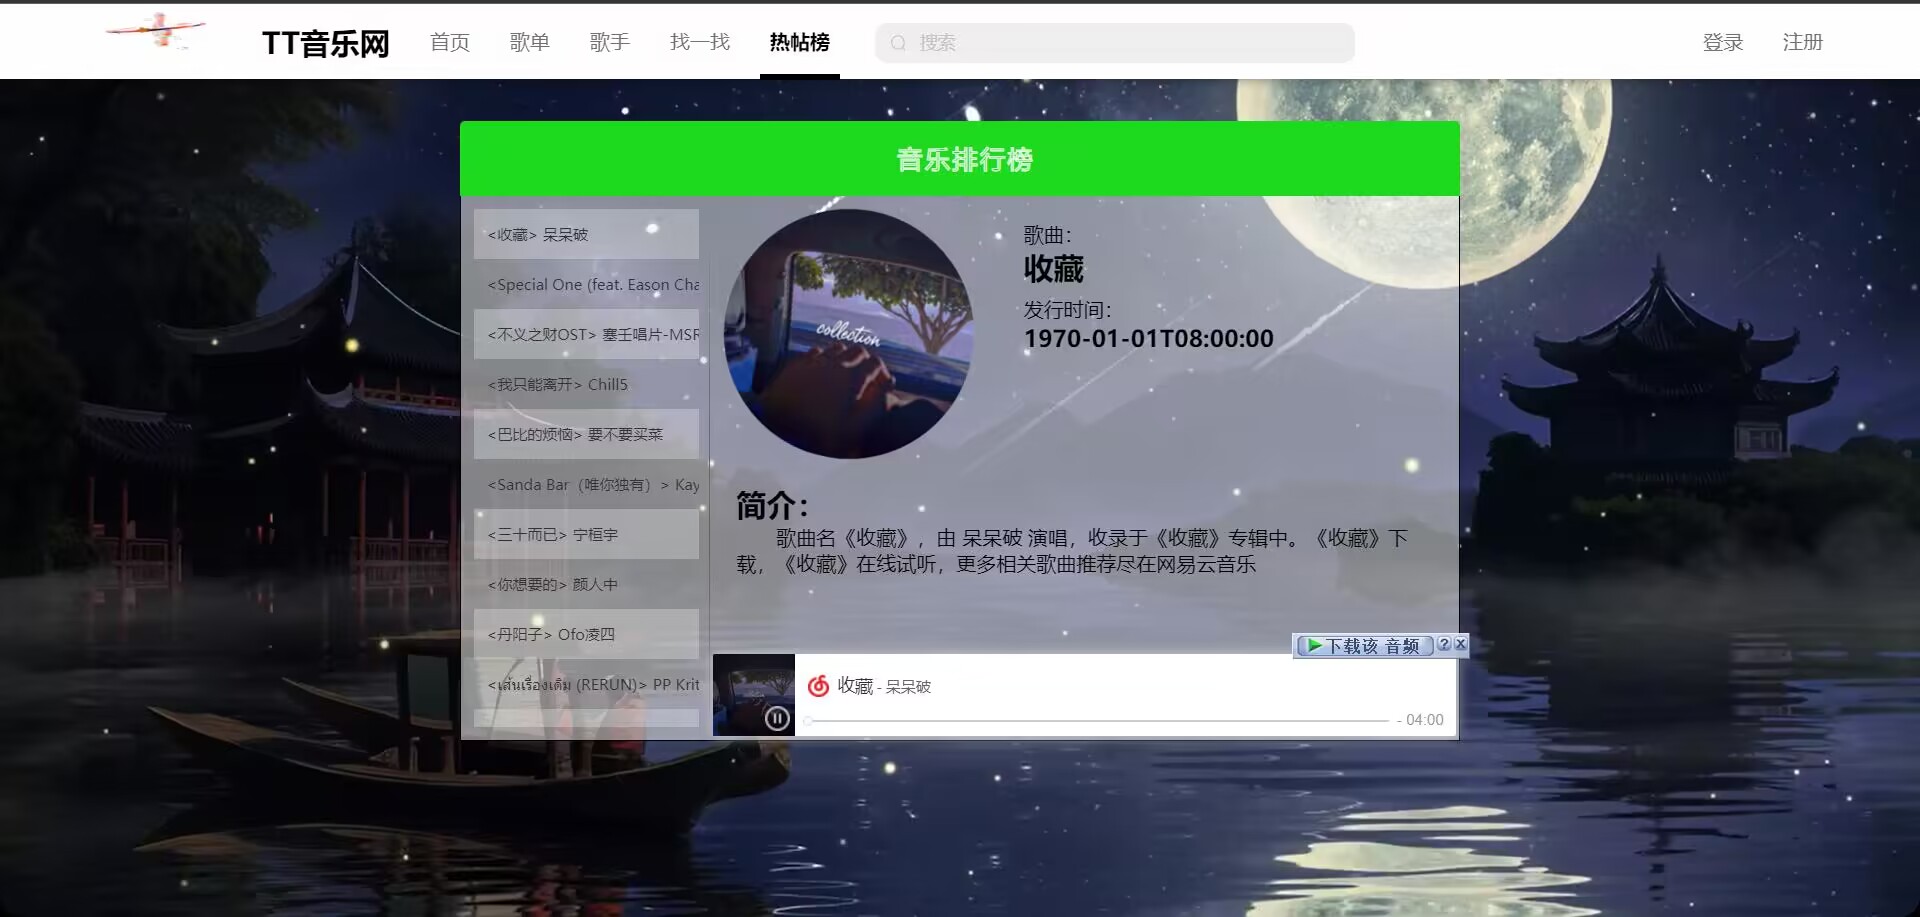 TT音乐网 首页 歌单 歌手 找一找 热帖榜 搜索 登录 注册
音乐排行榜
<收藏> 呆呆破
<Special One (feat. Eason Cha
<不义之财OST> 塞壬唱片-MSR
<我只能离开> Chill5
<巴比的烦恼> 要不要买菜
<Sanda Bar（唯你独有）> Kay
<三十而已> 宁桓宇
<你想要的> 颜人中
<丹阳子> Ofo凌四
<เส้นเรื่องเดิม (RERUN)> PP Krit
collection
歌曲：
收藏
发行时间：
1970-01-01T08:00:00
简介：
歌曲名《收藏》，由 呆呆破 演唱，收录于《收藏》专辑中。《收藏》下
载，《收藏》在线试听，更多相关歌曲推荐尽在网易云音乐
下载该 音频
收藏 - 呆呆破
- 04:00